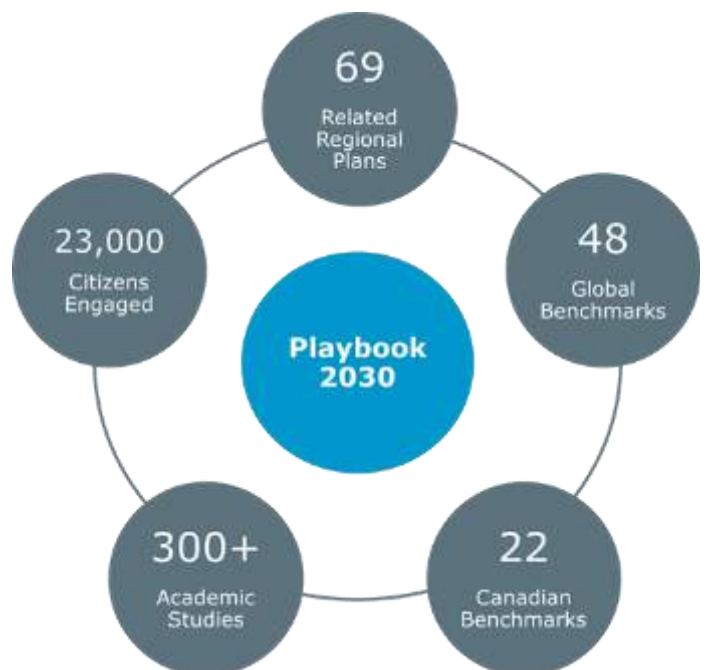 69
Related
Regional
Plans
48
Global
Benchmarks
22
Canadian
Benchmarks
300+
Academic
Studies
23,000
Citizens
Engaged
Playbook
2030